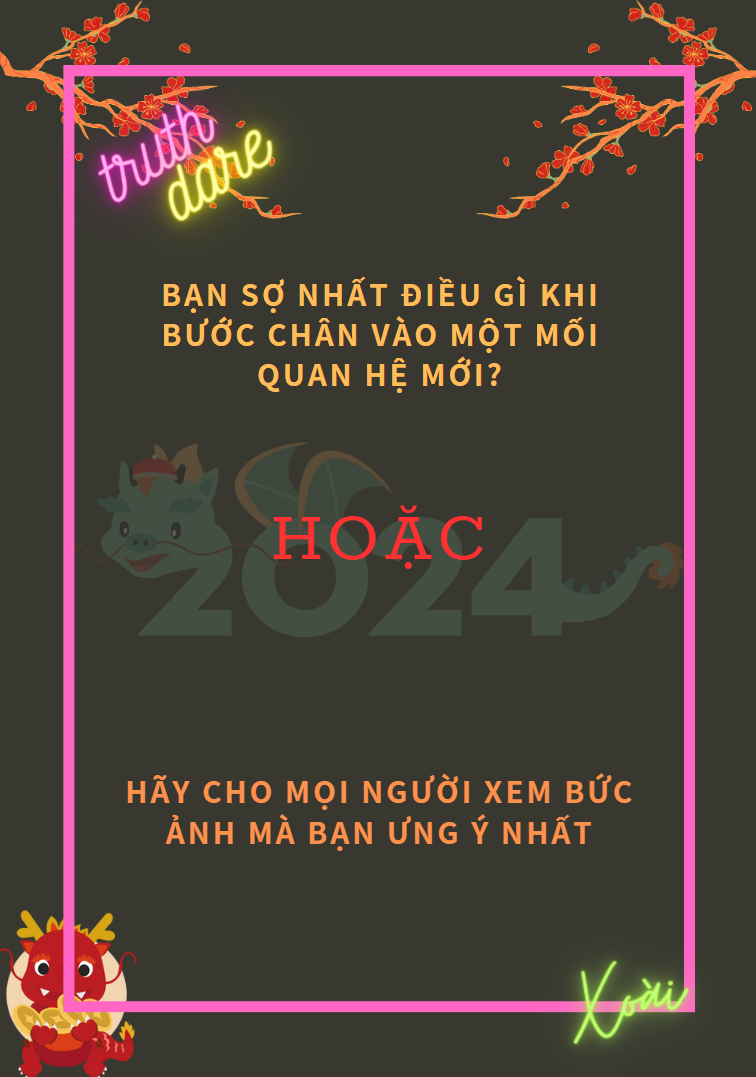 truth
dare
BẠN SỢ NHẤT ĐIỀU GÌ KHI
BƯỚC CHÂN VÀO MỘT MỐI
QUAN HỆ MỚI?
HOẶC
2024
HÃY CHO MỌI NGƯỜI XEM BỨC
ẢNH MÀ BẠN ƯNG Ý NHẤT
Xoài